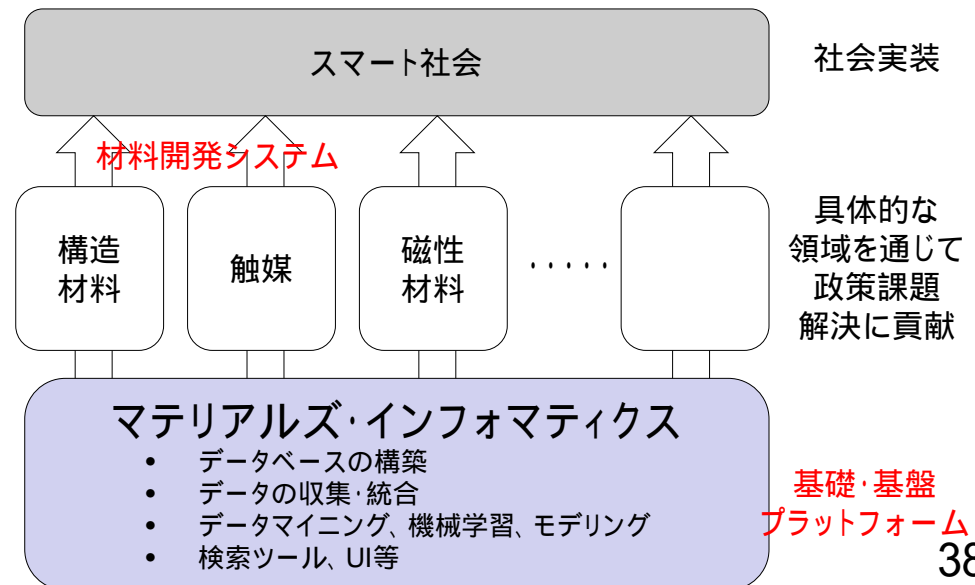 スマート社会
社会実装
材料開発システム
構造
材料
触媒
磁性
材料
・・・・・
具体的な
領域を通じて
政策課題
解決に貢献
マテリアルズ・インフォマティクス
• データベースの構築
• データの収集・統合
• データマイニング、機械学習、モデリング
• 検索ツール、UI等
基礎・基盤
プラットフォーム
38